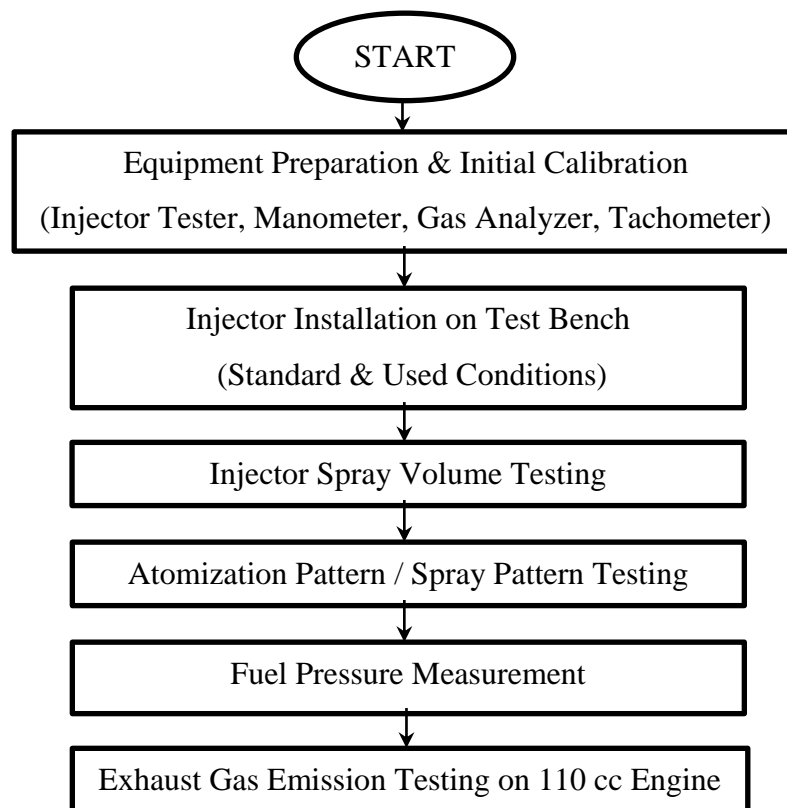 START
Equipment Preparation & Initial Calibration
(Injector Tester, Manometer, Gas Analyzer, Tachometer)
Injector Installation on Test Bench
(Standard & Used Conditions)
Injector Spray Volume Testing
Atomization Pattern / Spray Pattern Testing
Fuel Pressure Measurement
Exhaust Gas Emission Testing on 110 cc Engine